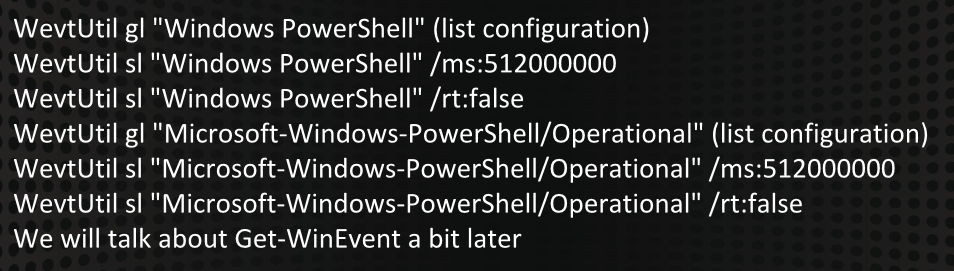 WevtUtil gl "Windows PowerShell" (list configuration)
WevtUtil sl "Windows PowerShell" /ms:512000000
WevtUtil sl "Windows PowerShell" /rt:false
WevtUtil gl "Microsoft-Windows-PowerShell/Operational" (list configuration)
WevtUtil sl "Microsoft-Windows-PowerShell/Operational" /ms:512000000
WevtUtil sl "Microsoft-Windows-PowerShell/Operational" /rt:false
We will talk about Get-WinEvent a bit later